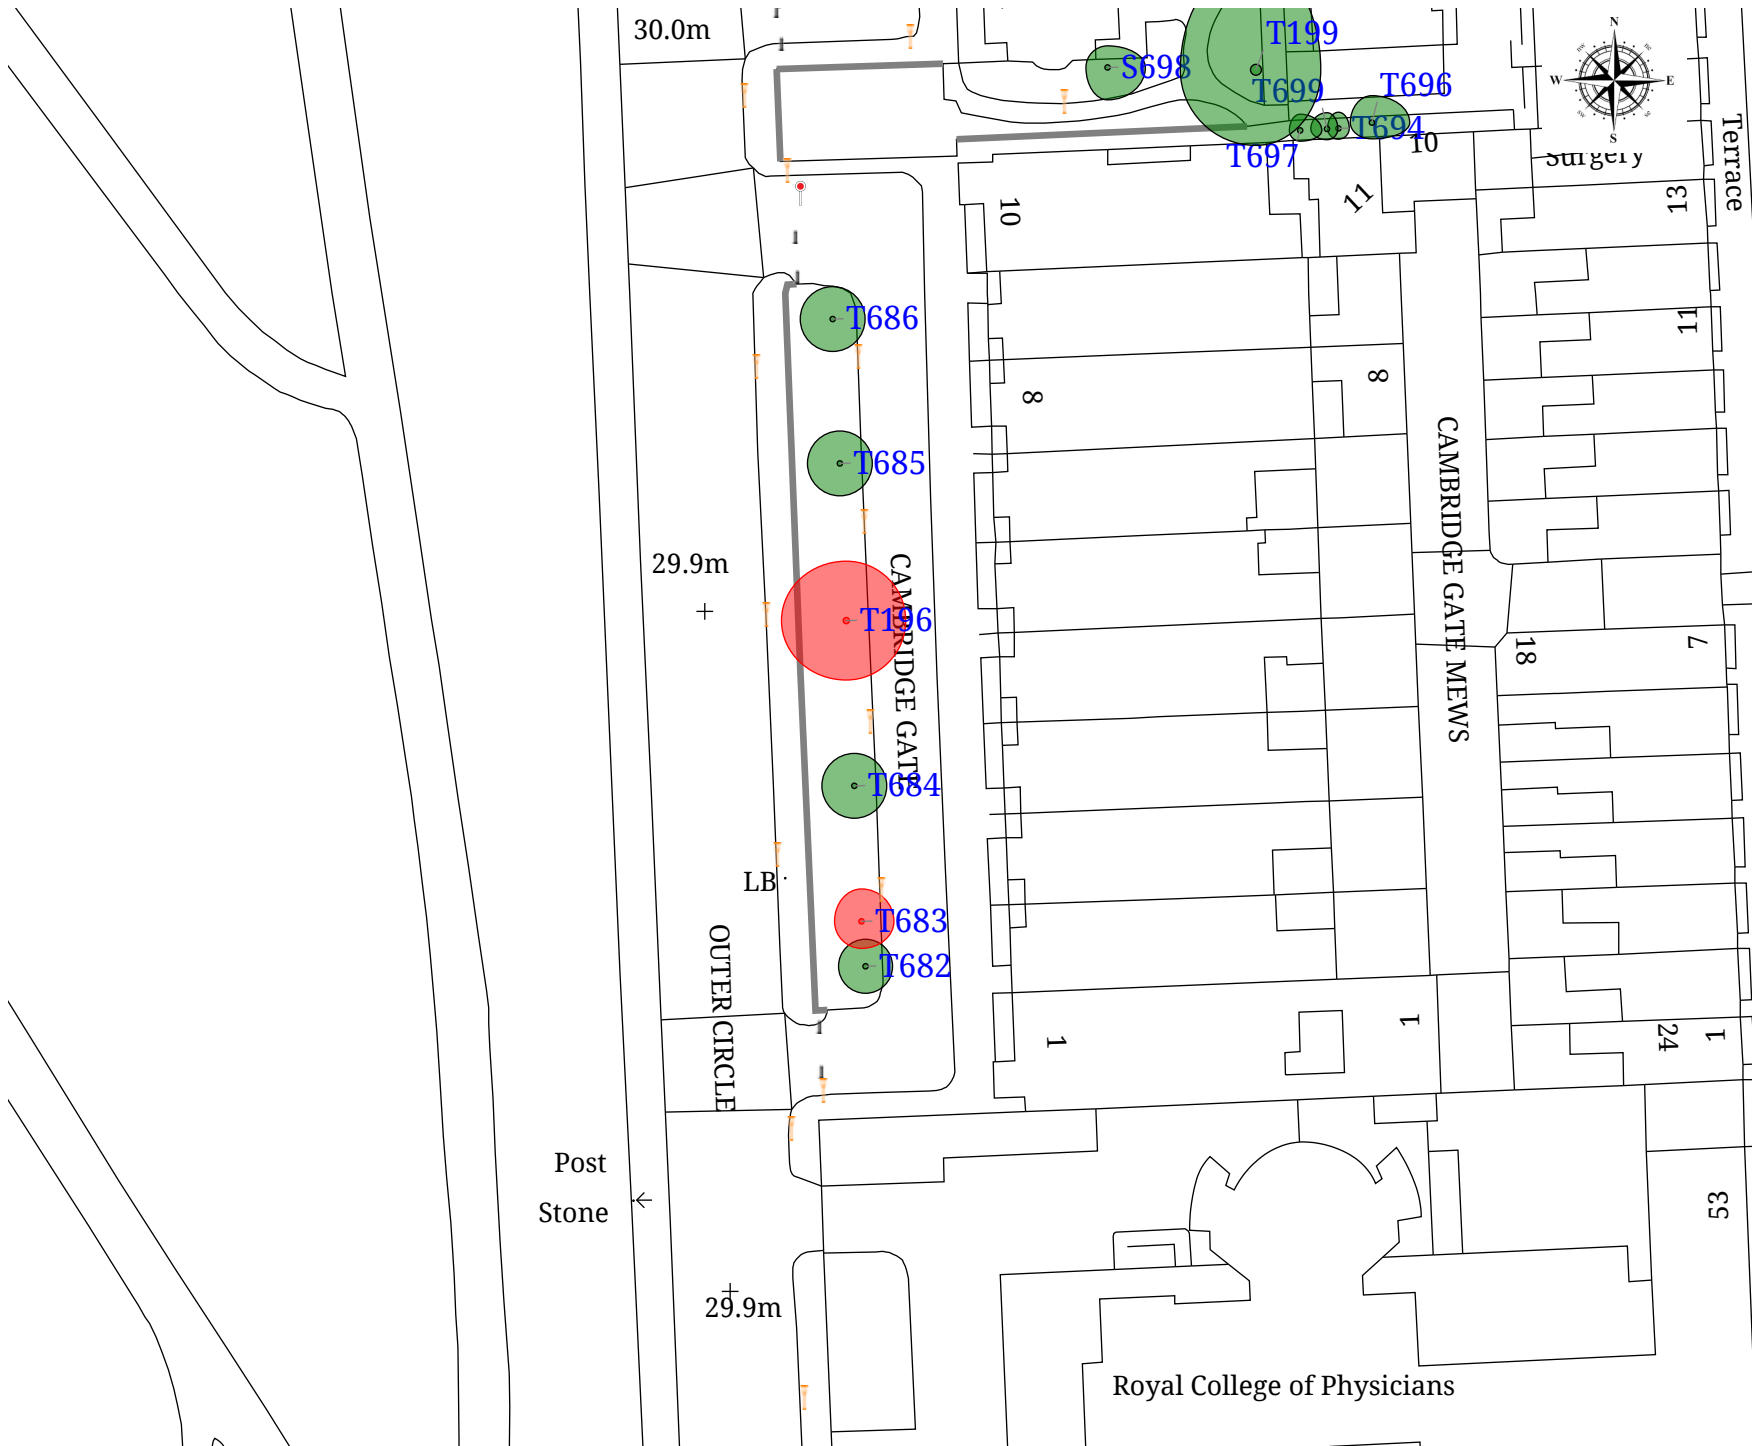 30.0m
T199
S698
T699
T696
T694
10
T697
N
W
E
S
Surgery
Terrace
13
11
10
T686
11
8
8
T685
CAMBRIDGE GATE MEWS
29.9m
CAMBRIDGE GATE
T196
18
7
T684
LB
T683
T682
OUTER CIRCLE
1
1
24
1
Post
Stone
53
29.9m
Royal College of Physicians